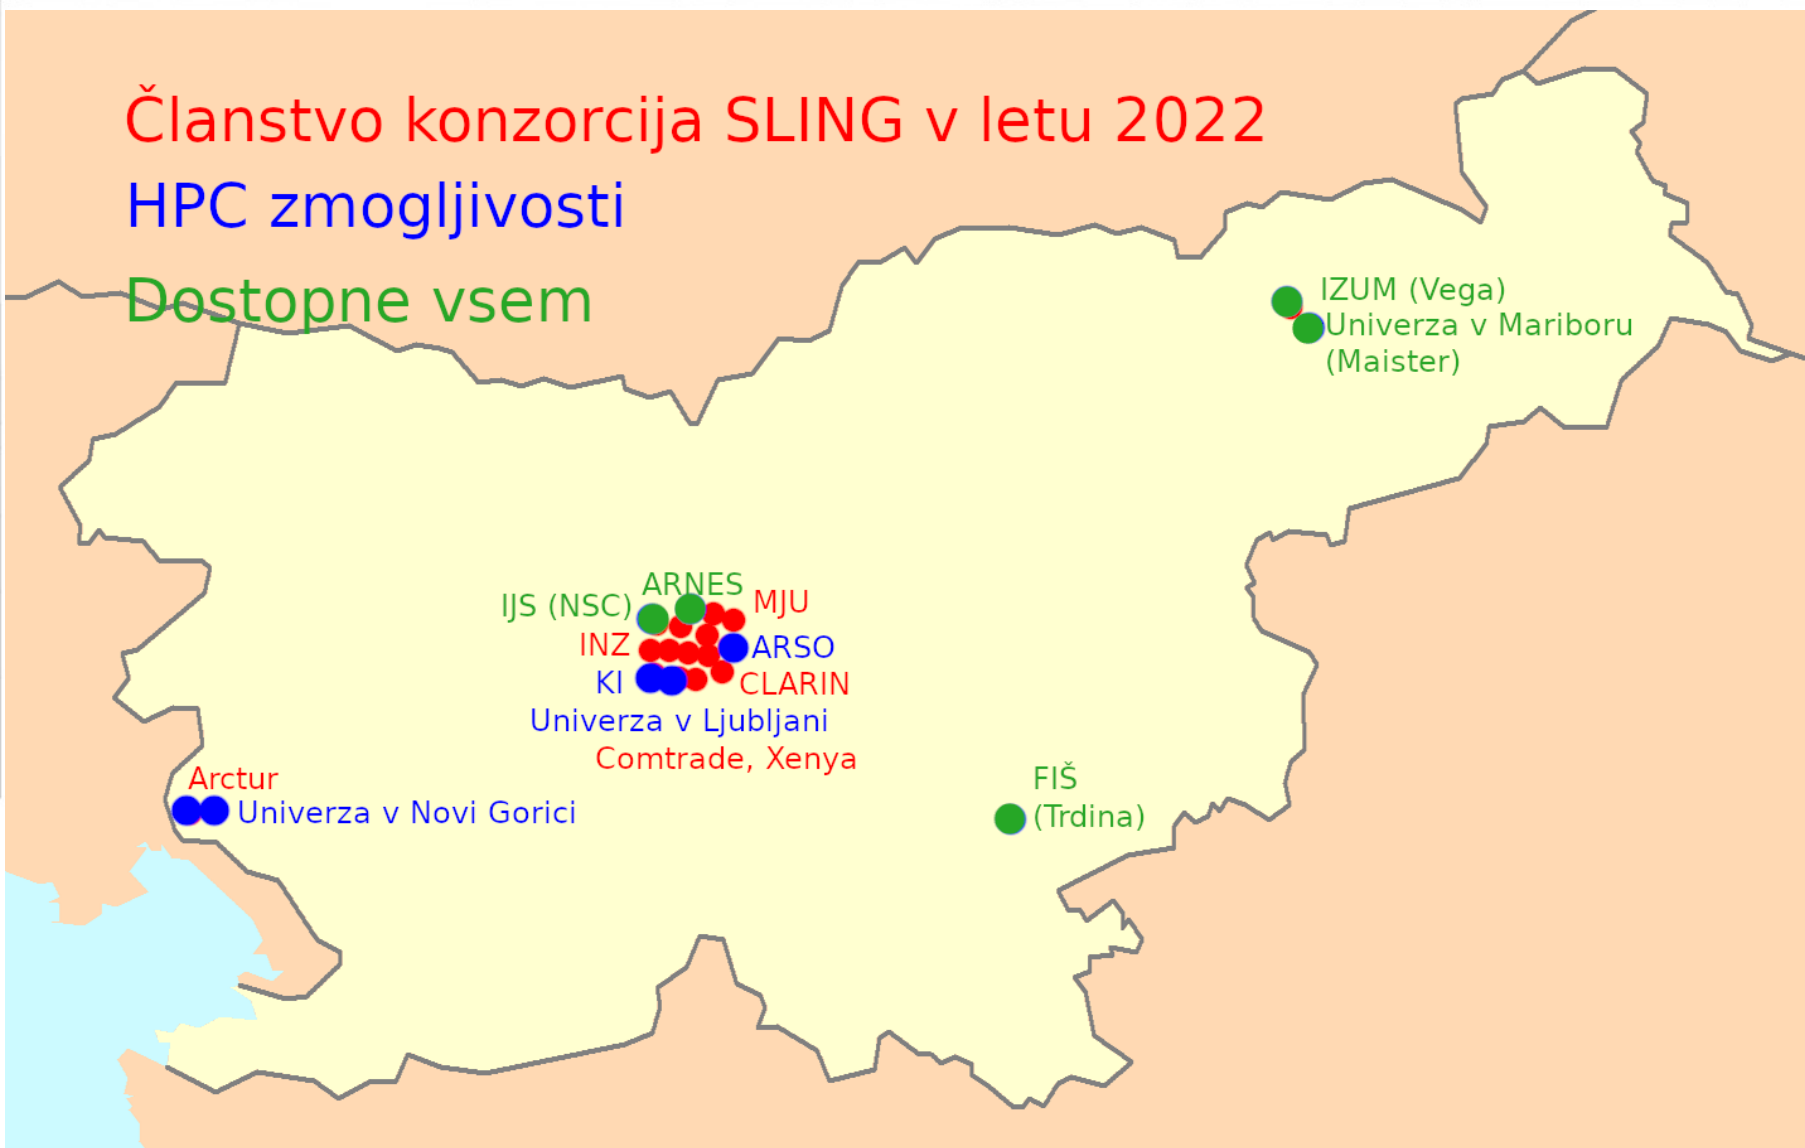 Članstvo konzorcija SLING v letu 2022
HPC zmogljivosti
Dostopne vsem
IZUM (Vega)
Univerza v Mariboru
(Maister)
ARNES
IJS (NSC)
MJU
INZ
ARSO
KI
CLARIN
Univerza v Ljubljani
Comtrade, Xenya
Arctur
Univerza v Novi Gorici
FIŠ
(Trdina)